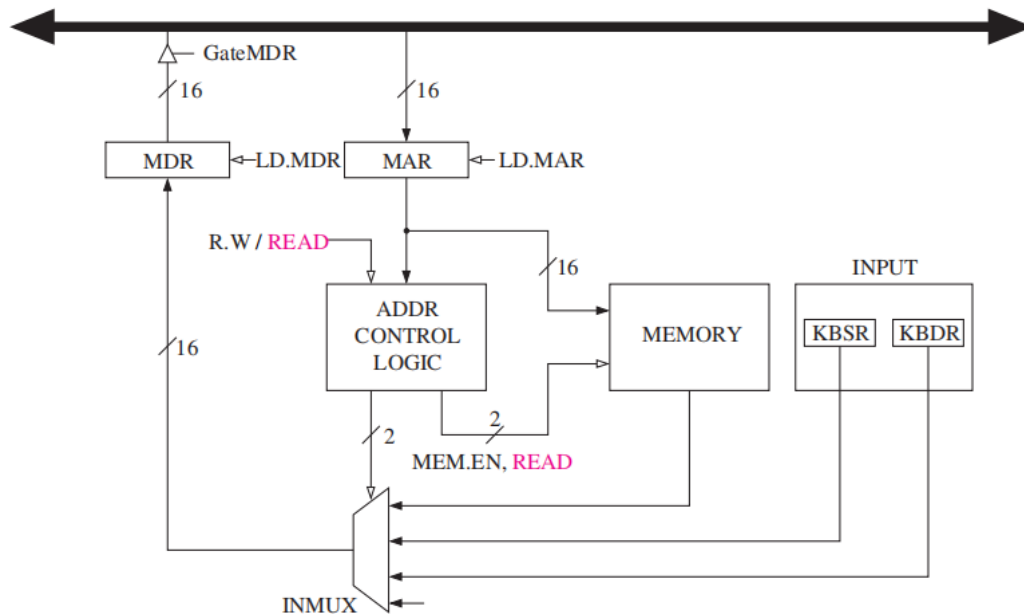 GateMDR
16
16
MDR
LD.MDR
MAR
LD.MAR
R.W / READ
16
INPUT
ADDR
CONTROL
LOGIC
MEMORY
KBSR
KBDR
16
2
2
MEM.EN, READ
INMUX